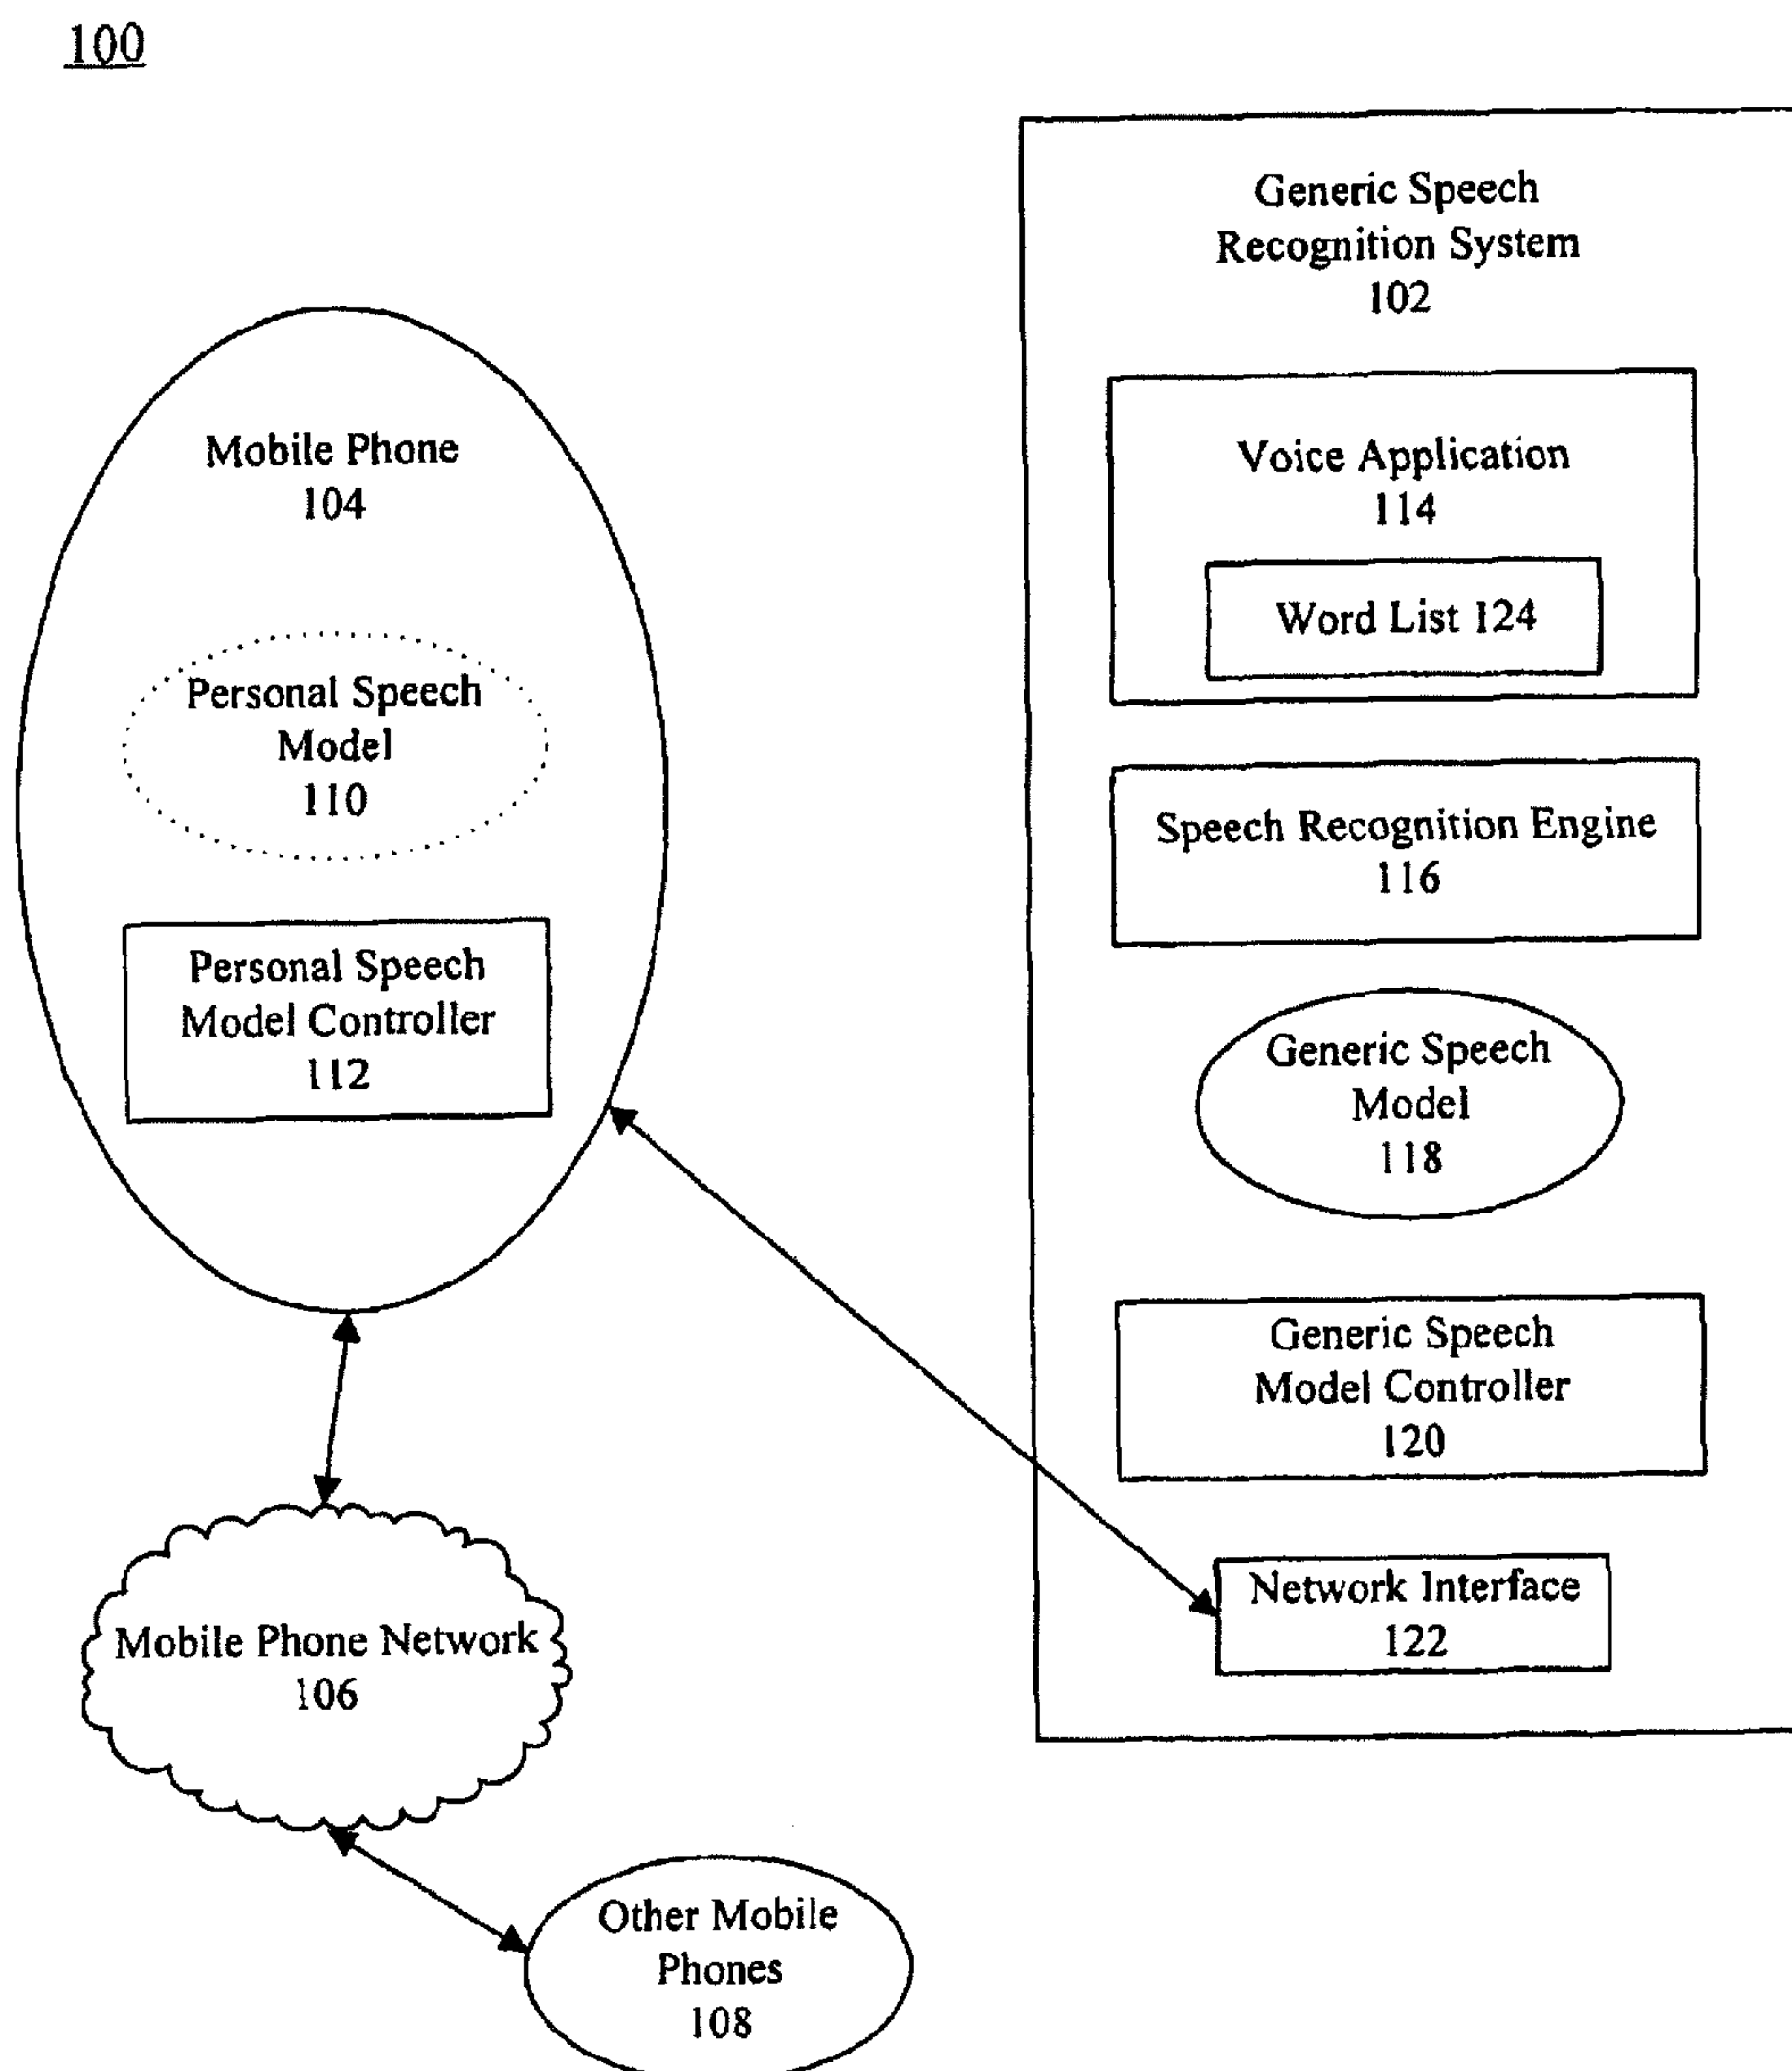 100
Generic Speech
Recognition System
102
Voice Application
114
Word List 124
Speech Recognition Engine
116
Generic Speech
Model
118
Generic Speech
Model Controller
120
Network Interface
122
Mobile Phone
104
Personal Speech
Model
110
Personal Speech
Model Controller
112
Mobile Phone Network
106
Other Mobile
Phones
108